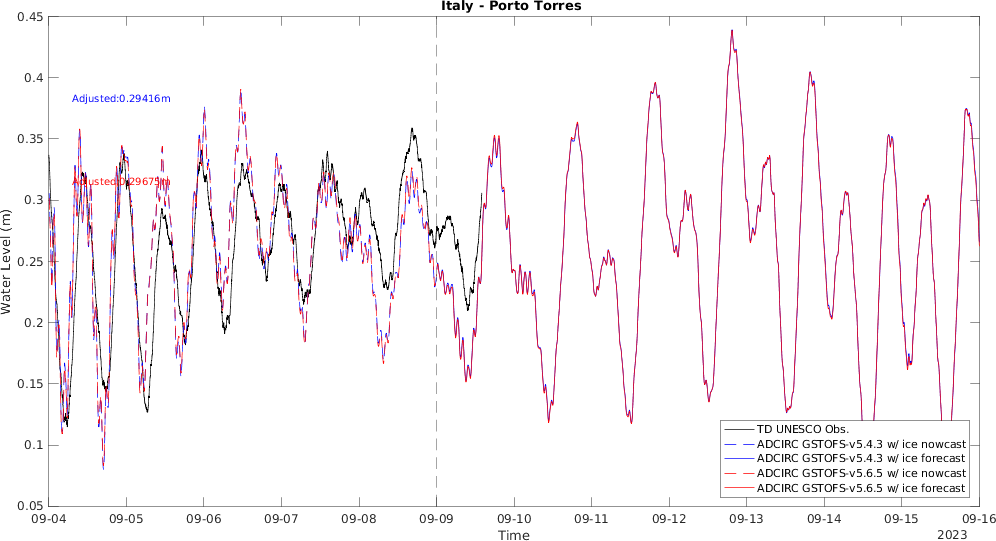 Italy - Porto Torres
Water Level (m)
0.45
0.4
0.35
0.3
0.25
0.2
0.15
0.1
0.05
Adjusted:0.29416m
Adjusted:0.29675m
TD UNESCO Obs.
ADCIRC GSTOFS-v5.4.3 w/ ice nowcast
ADCIRC GSTOFS-v5.4.3 w/ ice forecast
ADCIRC GSTOFS-v5.6.5 w/ ice nowcast
ADCIRC GSTOFS-v5.6.5 w/ ice forecast
09-04 09-05 09-06 09-07 09-08 09-09 09-10 09-11 09-12 09-13 09-14 09-15 09-16
Time
2023